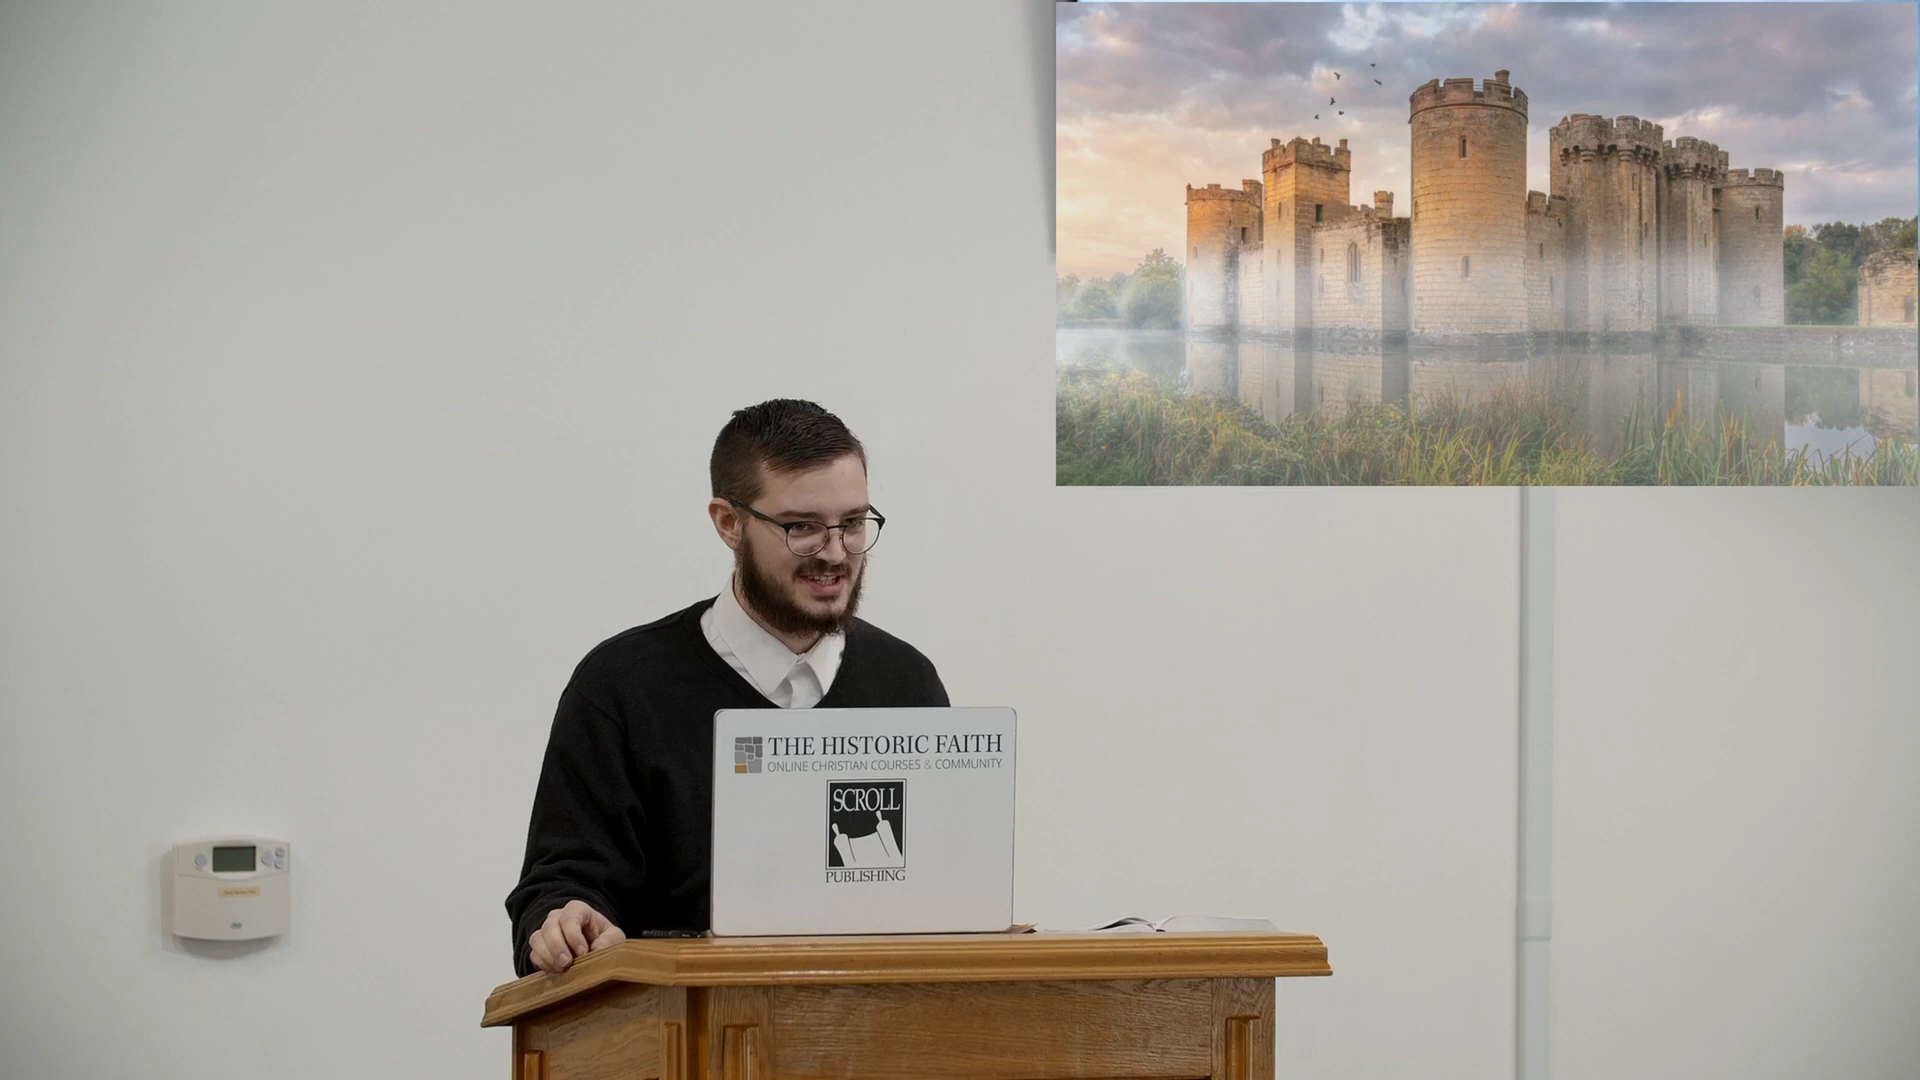 THE HISTORIC FAITH
ONLINE CHRISTIAN COURSES & COMMUNITY
SCROLL
PUBLISHING